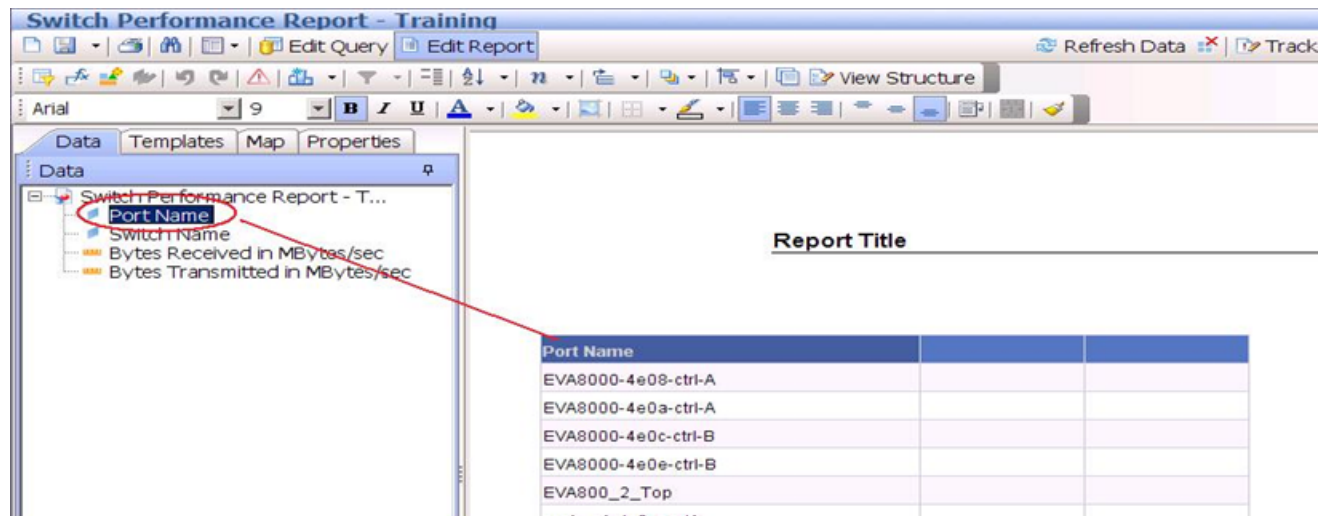 Switch Performance Report - Training
Edit Query Edit Report Refresh Data Track
View Structure
Arial 9 B I U A
Data Templates Map Properties
Data
Switch Performance Report - T...
Port Name
Switch Name
Bytes Received in MBytes/sec
Bytes Transmitted in MBytes/sec
Report Title
Port Name
EVA8000-4e08-ctrl-A
EVA8000-4e0a-ctrl-A
EVA8000-4e0c-ctrl-B
EVA8000-4e0e-ctrl-B
EVA800_2_Top